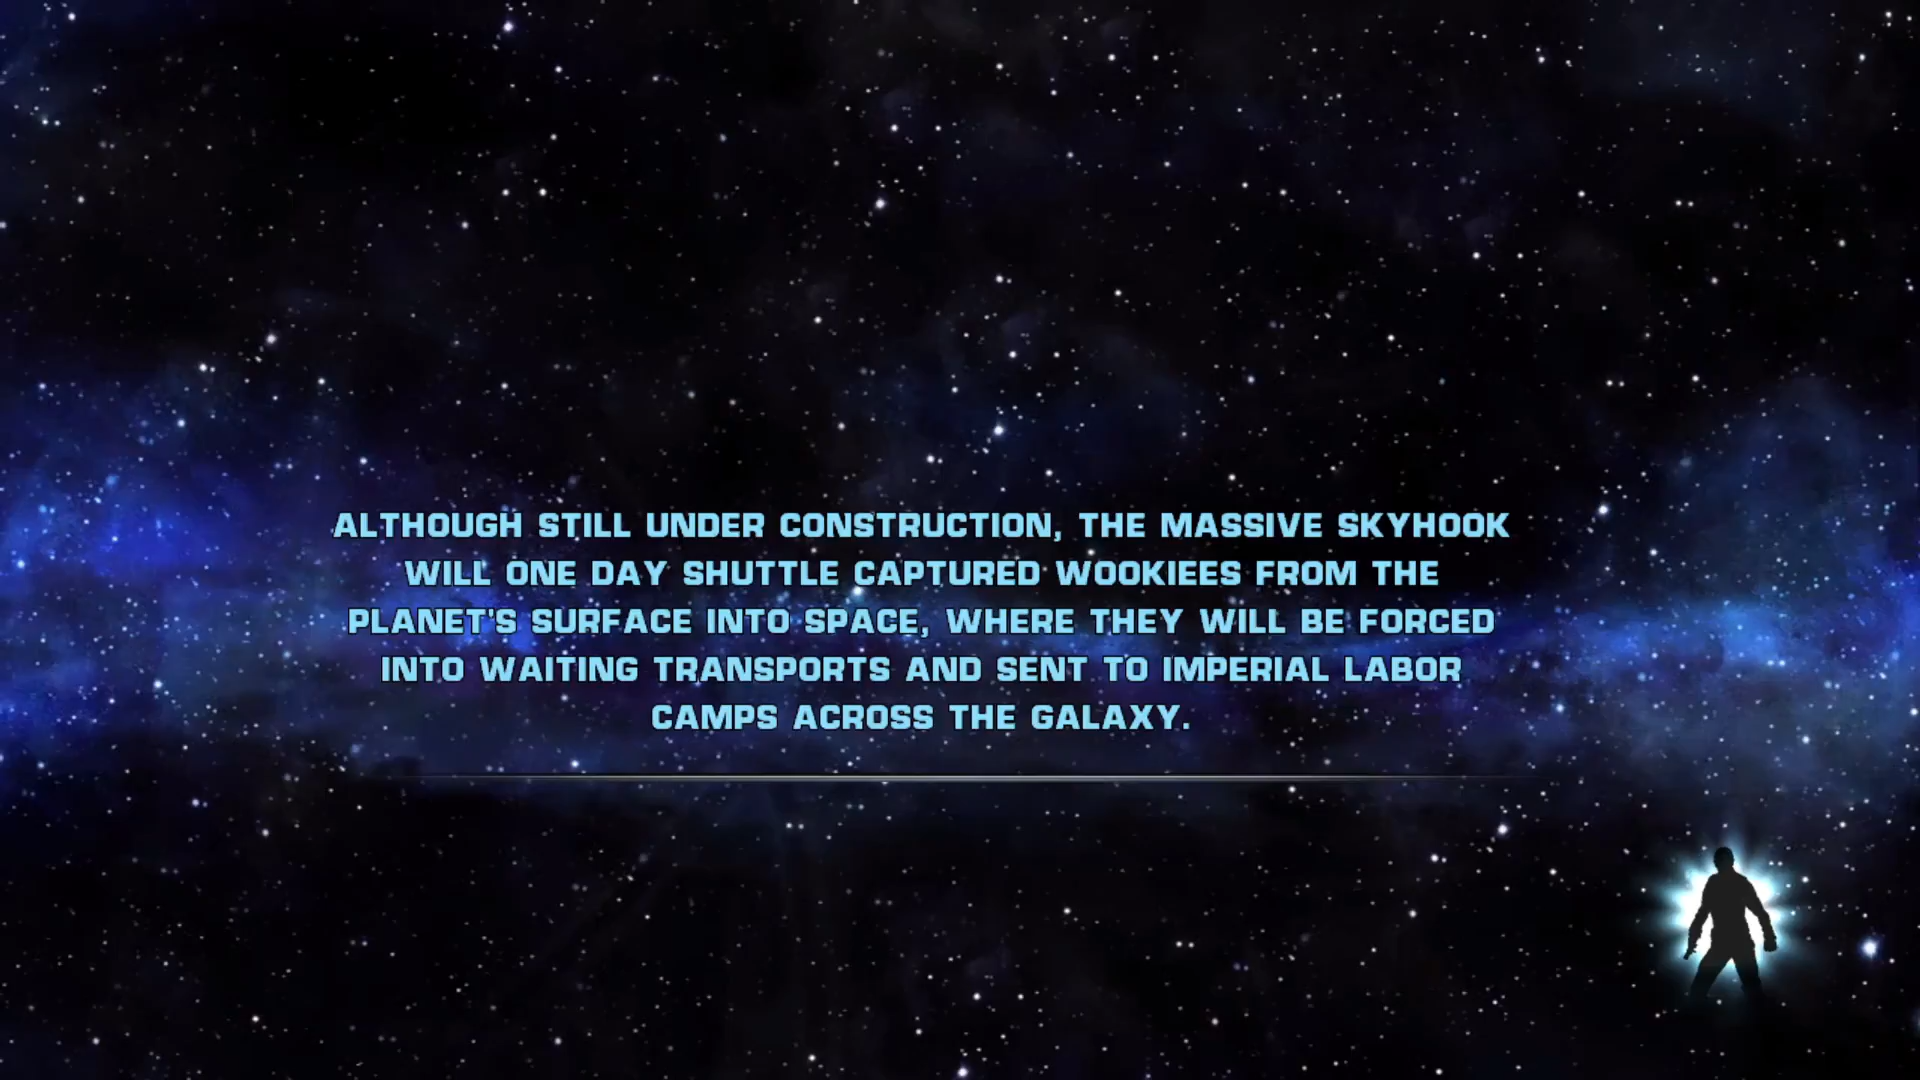 ALTHOUGH STILL UNDER CONSTRUCTION, THE MASSIVE SKYHOOK
WILL ONE DAY SHUTTLE CAPTURED WOOKIEES FROM THE
PLANET'S SURFACE INTO SPACE, WHERE THEY WILL BE FORCED
INTO WAITING TRANSPORTS AND SENT TO IMPERIAL LABOR
CAMPS ACROSS THE GALAXY.